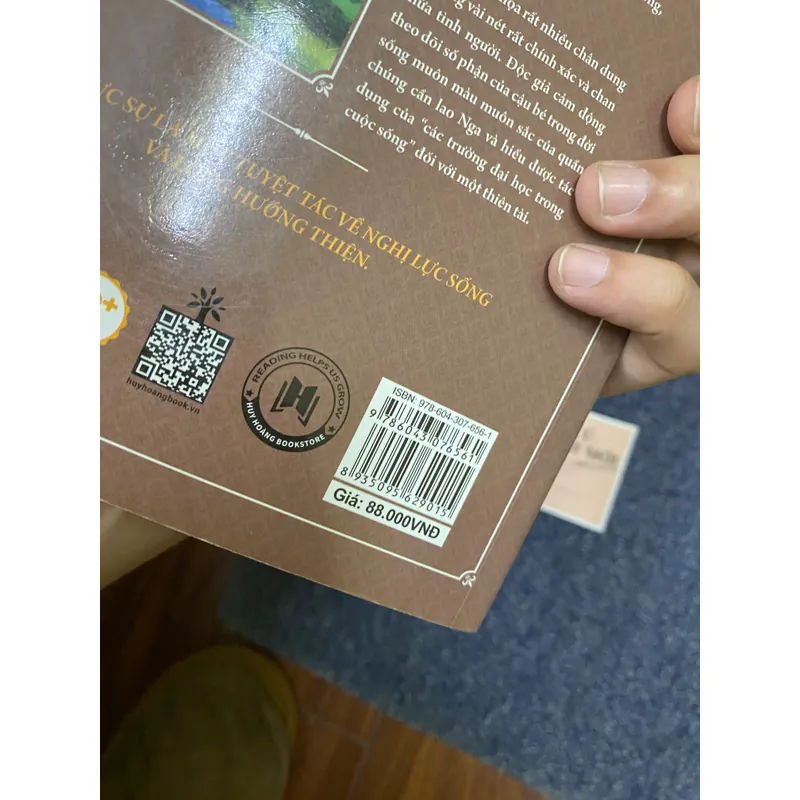 họa rất nhiều chân dung
vài nét rất chính xác và chan
chứa tình người. Độc giả cảm động
theo dõi số phận của cậu bé trong đời
sống muôn màu muôn sắc của quần
chúng cần lao Nga và hiểu được tác
dụng của "các trường đại học trong
cuộc sống" đối với một thiên tài.
TUYỆT TÁC VỀ NGHỊ LỰC SỐNG
HƯỚNG THIỆN.
huyhoangbook.vn
READING HELPS US GROW
HUY HOÀNG BOOKSTORE
ISBN: 978-604-307-656-1
9786043076561
8935095629015
Giá: 88.000VNĐ